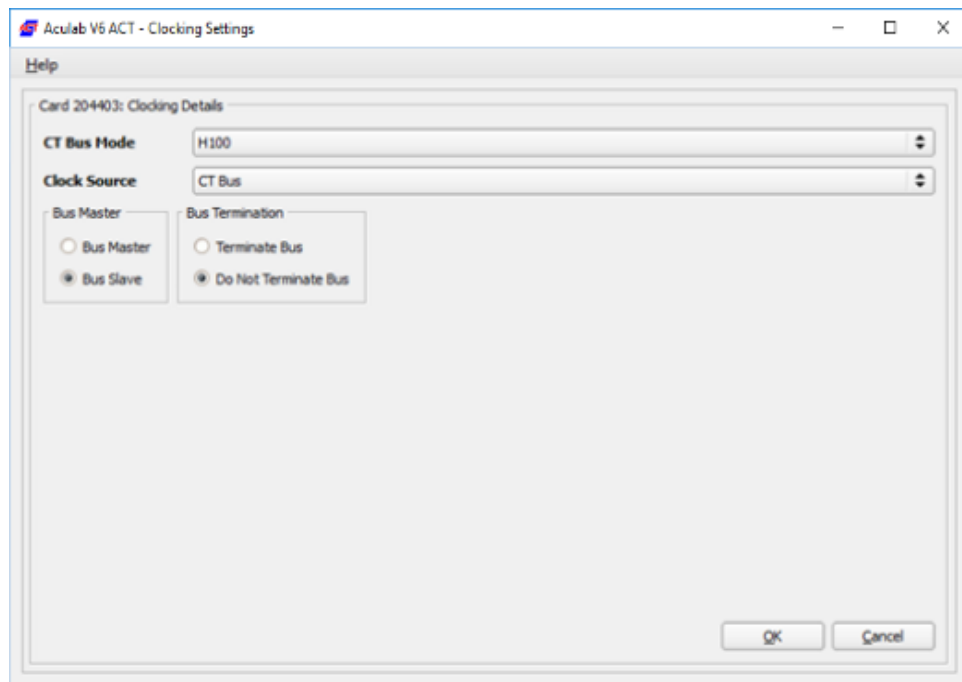 Aculab V6 ACT - Clocking Settings
Help
Card 204403: Clocking Details
CT Bus Mode
H100
Clock Source
CT Bus
Bus Master
Bus Master
Bus Slave
Bus Termination
Terminate Bus
Do Not Terminate Bus
OK
Cancel